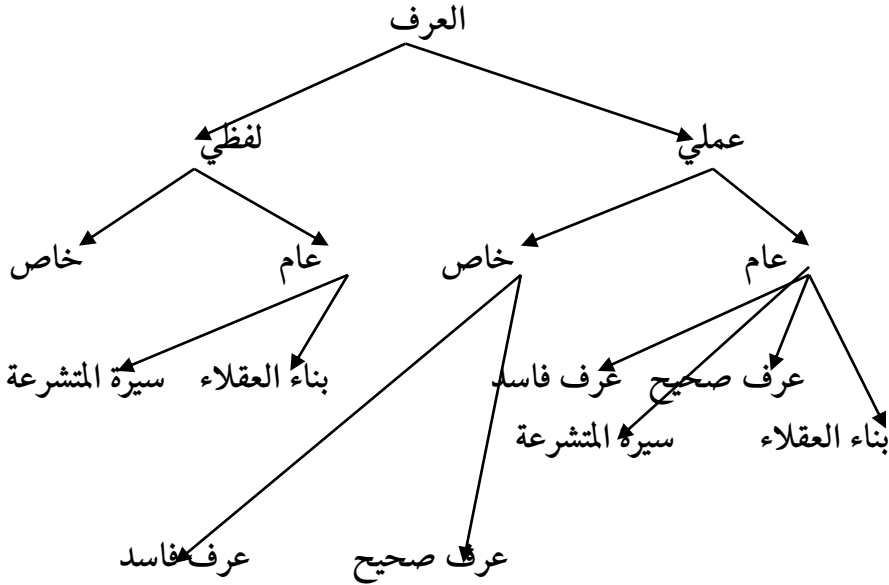 العرف
عملي لفظي
عام خاص عام خاص
عرف صحيح عرف فاسد بناء العقلاء سيرة المتشرعة
بناء العقلاء سيرة المتشرعة
عرف صحيح عرف فاسد